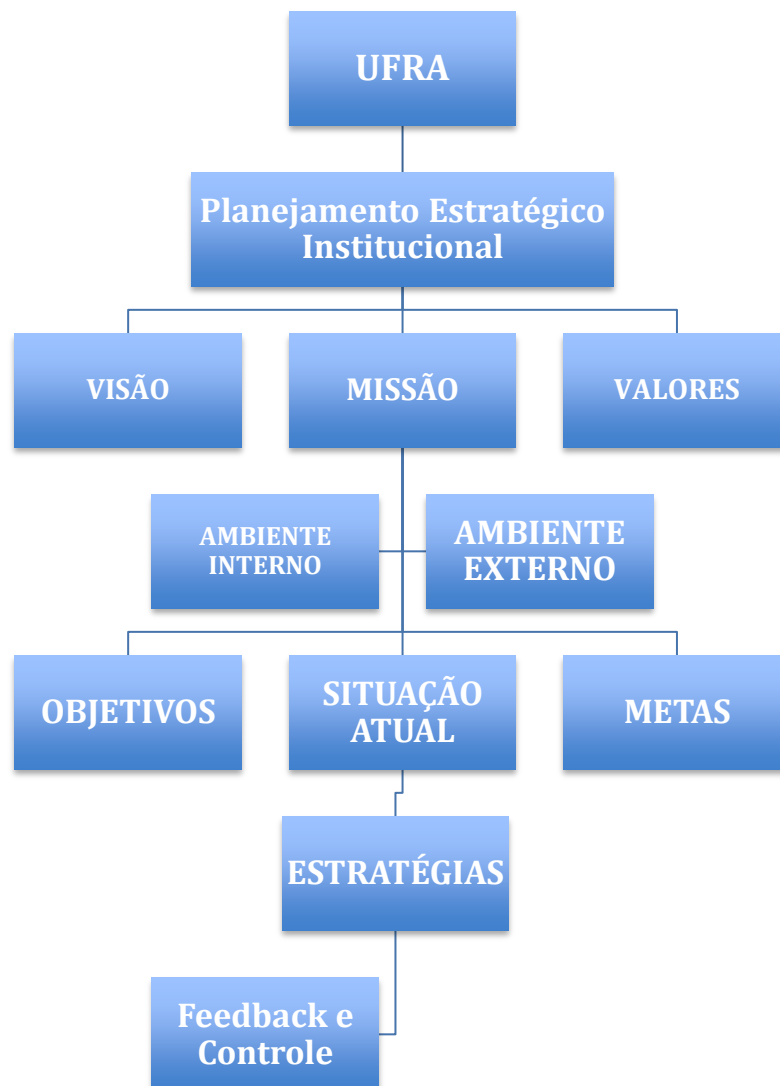 UFRA
Planejamento Estratégico
Institucional
VISÃO
MISSÃO
VALORES
AMBIENTE
INTERNO
AMBIENTE
EXTERNO
OBJETIVOS
SITUAÇÃO
ATUAL
METAS
ESTRATÉGIAS
Feedback e
Controle